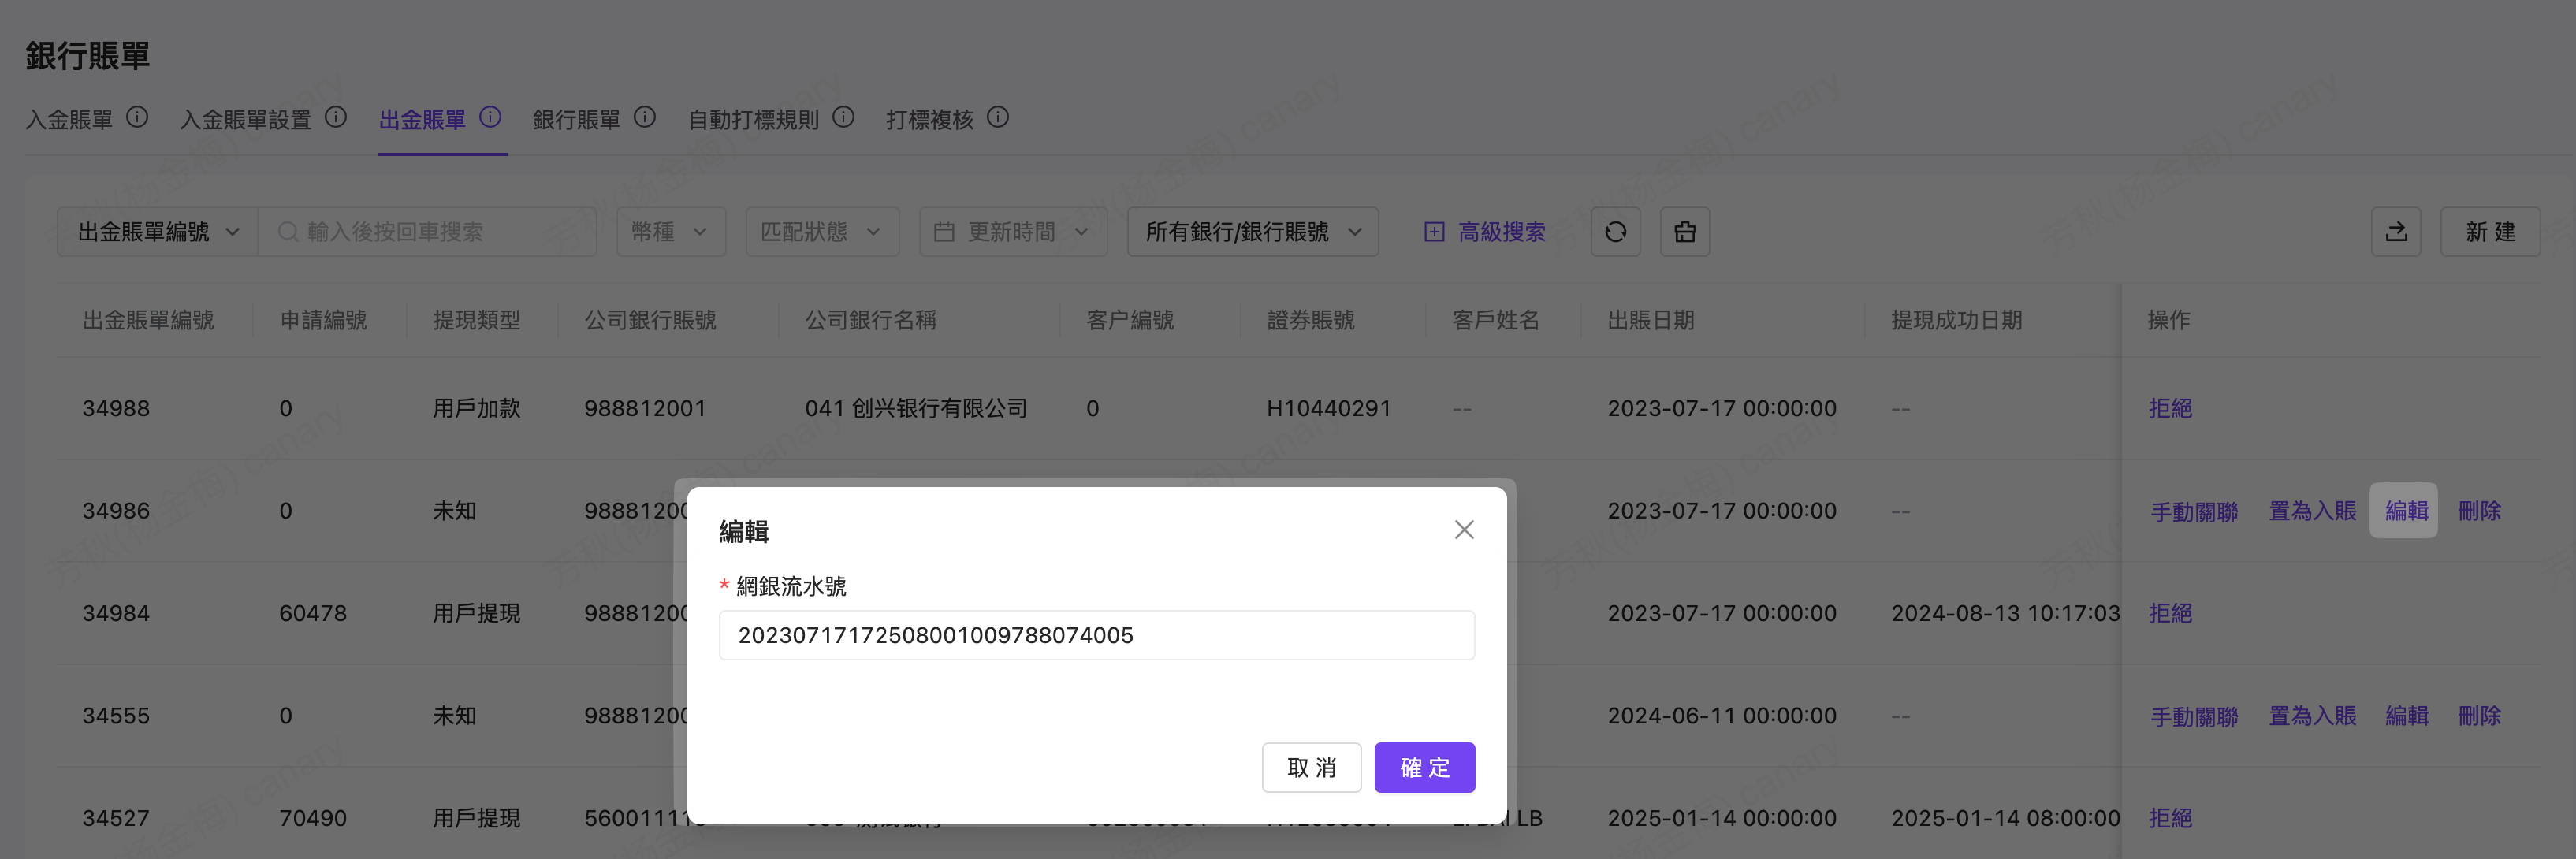 銀行賬單
入金賬單 入金賬單設置 出金賬單 銀行賬單 自動打標規則 打標複核
出金賬單編號 輸入後按回車搜索 幣種 匹配狀態 更新時間 所有銀行/銀行賬號 高級搜索 新 建
出金賬單編號 申請編號 提現類型 公司銀行賬號 公司銀行名稱 客户編號 證券賬號 客戶姓名 出賬日期 提現成功日期 操作
34988 0 用戶加款 988812001 041 创兴银行有限公司 0 H10440291 -- 2023-07-17 00:00:00 -- 拒絕
34986 0 未知 98881200 2023-07-17 00:00:00 -- 手動關聯 置為入賬 編輯 刪除
編輯
* 網銀流水號
34984 60478 用戶提現 98881200 2023-07-17 00:00:00 2024-08-13 10:17:03 拒絕
20230717172508001009788074005
34555 0 未知 98881200 2024-06-11 00:00:00 -- 手動關聯 置為入賬 編輯 刪除
取 消 確 定
34527 70490 用戶提現 2025-01-14 00:00:00 2025-01-14 08:00:00 拒絕
芳秋(杨金梅) canary